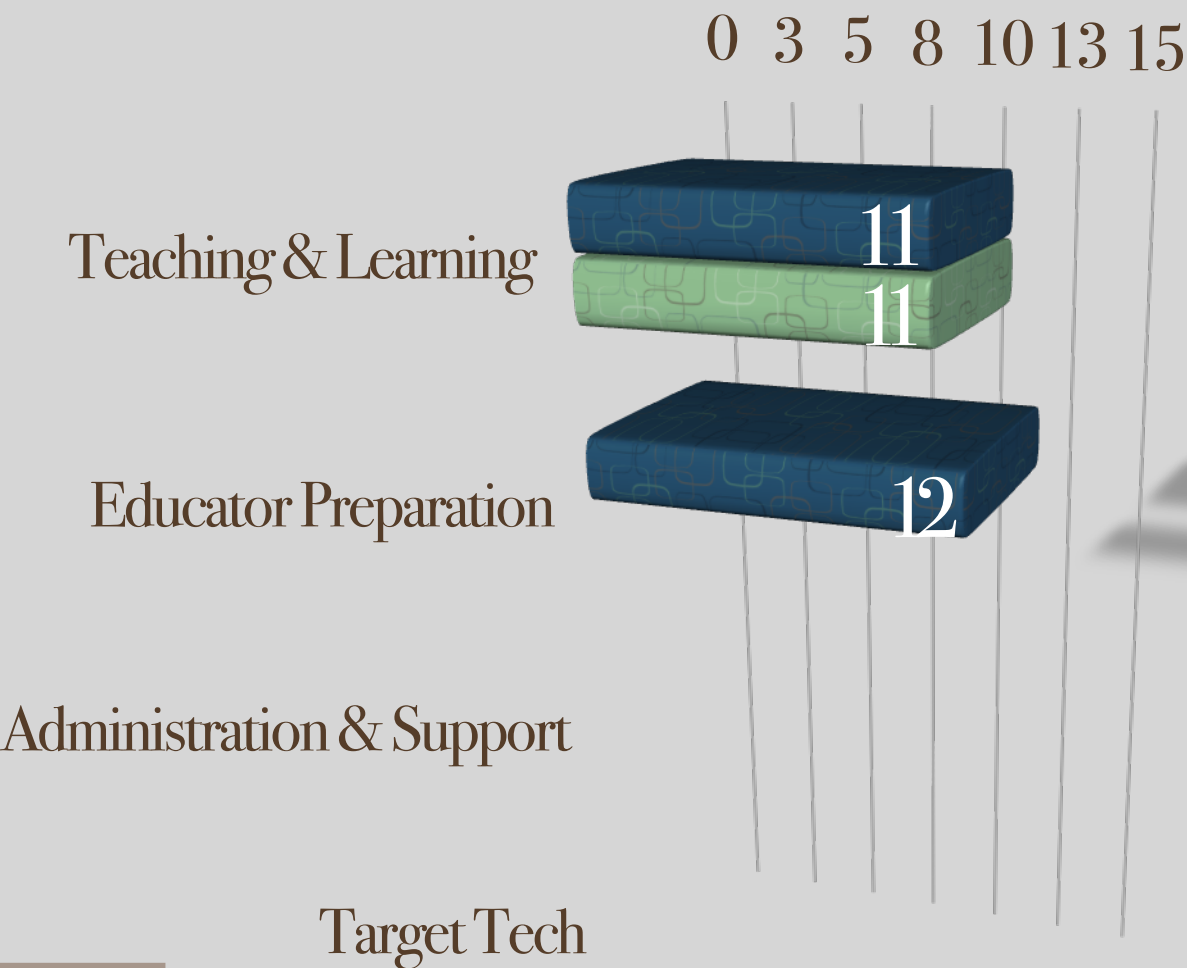 0 3 5 8 10 13 15
Teaching & Learning
11
11
Educator Preparation
12
Administration & Support
Target Tech